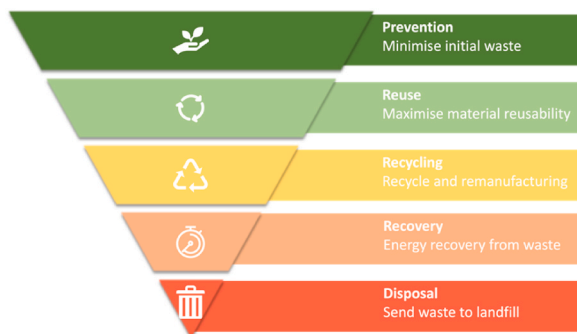 Prevention
Minimise initial waste
Reuse
Maximise material reusability
Recycling
Recycle and remanufacturing
Recovery
Energy recovery from waste
Disposal
Send waste to landfill